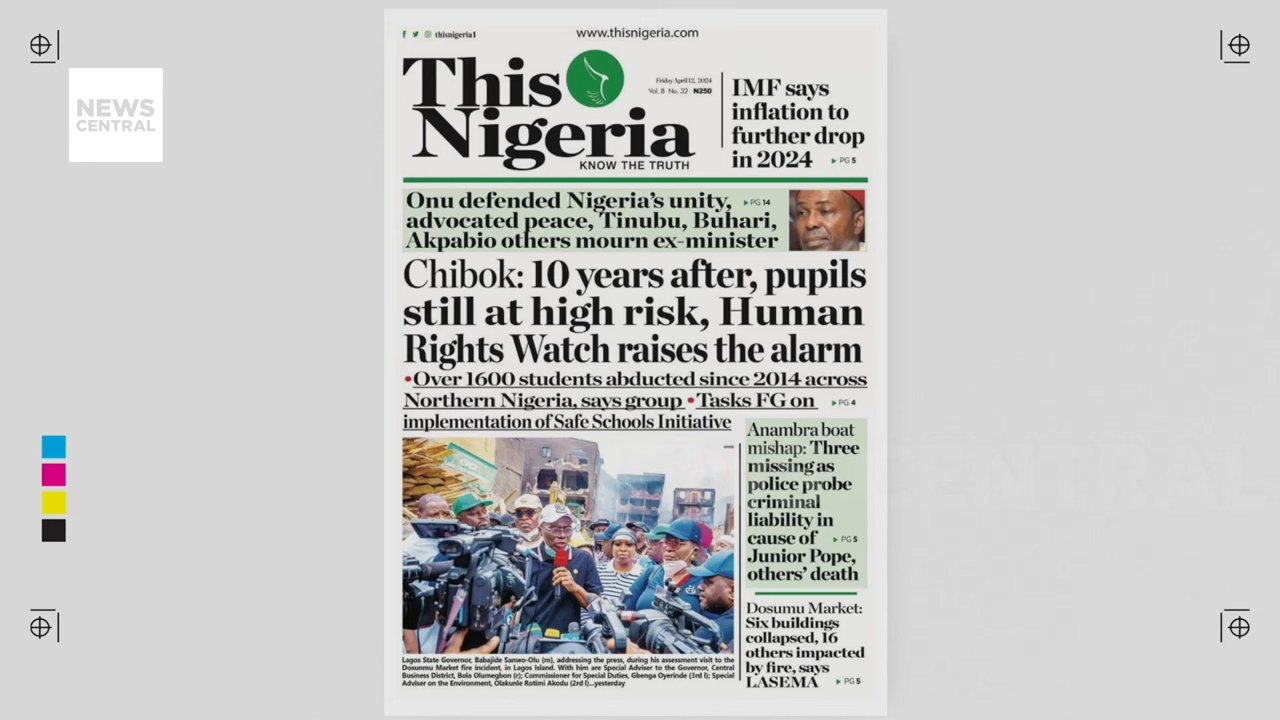 NEWS
CENTRAL
thisnigeria1
www.thisnigeria.com
This
Nigeria
KNOW THE TRUTH
Friday April 12, 2024
Vol. 8 No. 32 N250
IMF says
inflation to
further drop
in 2024 PG 5
Onu defended Nigeria's unity, PG 14
advocated peace, Tinubu, Buhari,
Akpabio others mourn ex-minister
Chibok: 10 years after, pupils
still at high risk, Human
Rights Watch raises the alarm
•Over 1600 students abducted since 2014 across
Northern Nigeria, says group •Tasks FG on PG 4
implementation of Safe Schools Initiative
Anambra boat
mishap: Three
missing as
police probe
criminal
liability in
cause of PG 5
Junior Pope,
others' death
Dosumu Market:
Six buildings
collapsed, 16
others impacted
by fire, says
LASEMA PG 5
Lagos State Governor, Babajide Sanwo-Olu (m), addressing the press, during his assessment visit to the
Dosunmu Market fire incident, in Lagos Island. With him are Special Adviser to the Governor, Central
Business District, Bola Olumegbon (r); Commissioner for Special Duties, Gbenga Oyerinde (3rd l); Special
Adviser on the Environment, Olakunle Rotimi Akodu (2nd l)...yesterday
CENTRAL